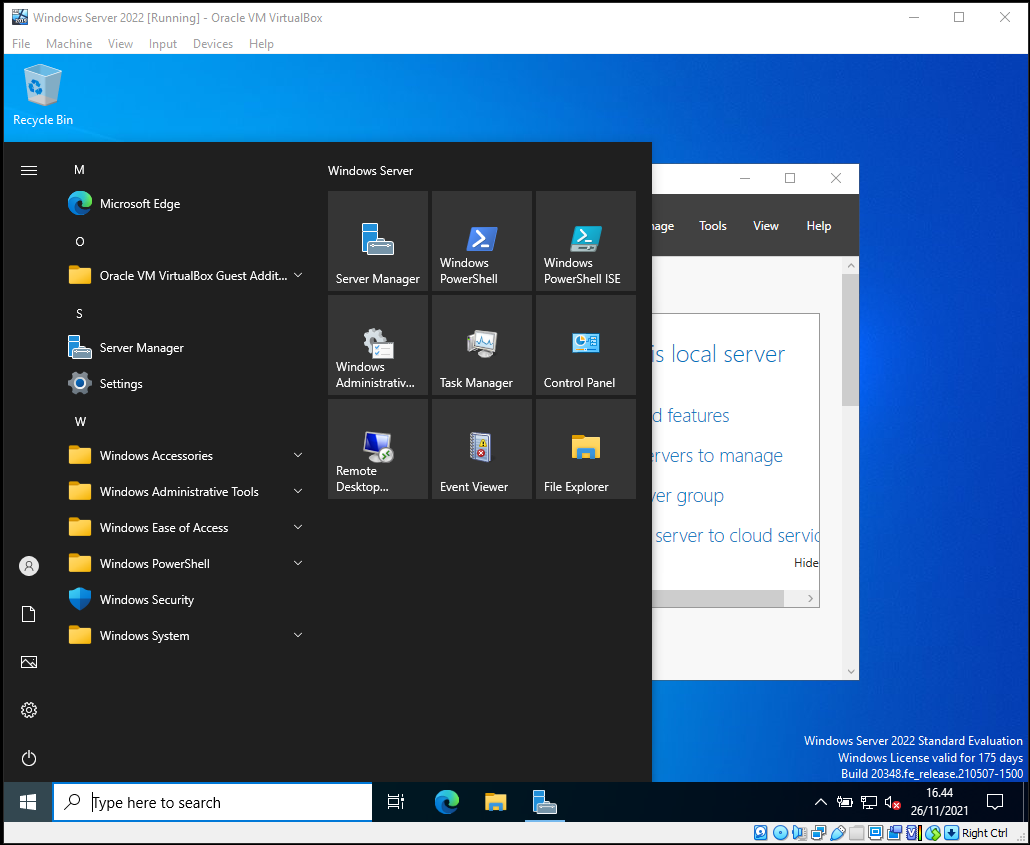 Windows Server 2022 [Running] - Oracle VM VirtualBox
File Machine View Input Devices Help
Recycle Bin
M
Microsoft Edge
O
Oracle VM VirtualBox Guest Addit...
S
Server Manager
Settings
W
Windows Accessories
Windows Administrative Tools
Windows Ease of Access
Windows PowerShell
Windows Security
Windows System
Windows Server
Server Manager
Windows
PowerShell
Windows
PowerShell ISE
Windows
Administrativ...
Task Manager
Control Panel
Remote
Desktop...
Event Viewer
File Explorer
nage Tools View Help
is local server
d features
ervers to manage
ver group
server to cloud servic
Hide
Windows Server 2022 Standard Evaluation
Windows License valid for 175 days
Build 20348.fe_release.210507-1500
Type here to search
16.44
26/11/2021
Right Ctrl